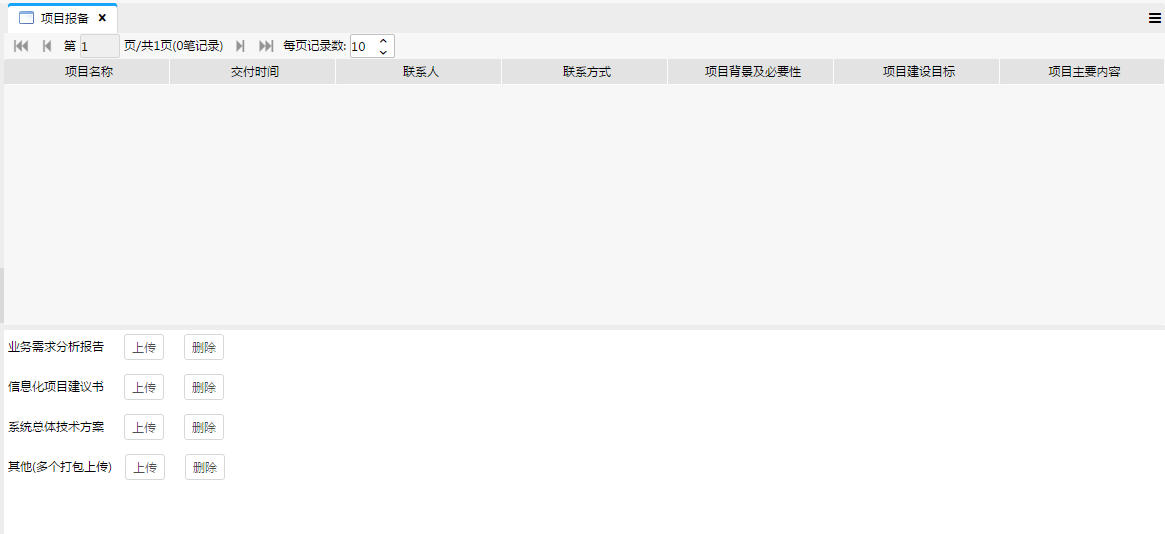 项目报备
第 1 页/共1页(0笔记录) 每页记录数: 10
项目名称 交付时间 联系人 联系方式 项目背景及必要性 项目建设目标 项目主要内容
业务需求分析报告 上传 删除
信息化项目建议书 上传 删除
系统总体技术方案 上传 删除
其他(多个打包上传) 上传 删除